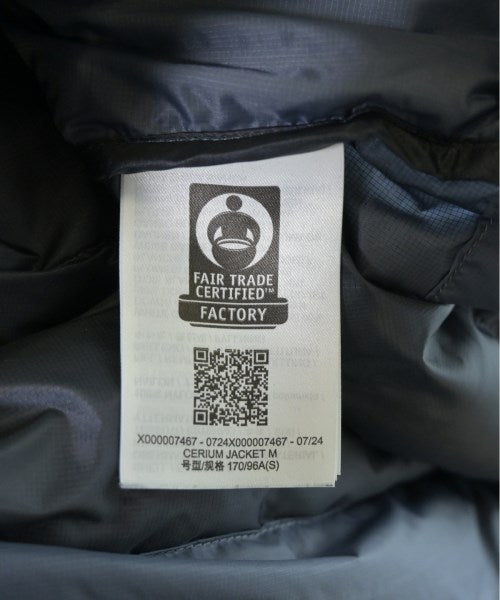 FAIR TRADE
CERTIFIED™
FACTORY
X000007467 - 0724X000007467 - 07/24
CERIUM JACKET M
号型/规格 170/96A(S)